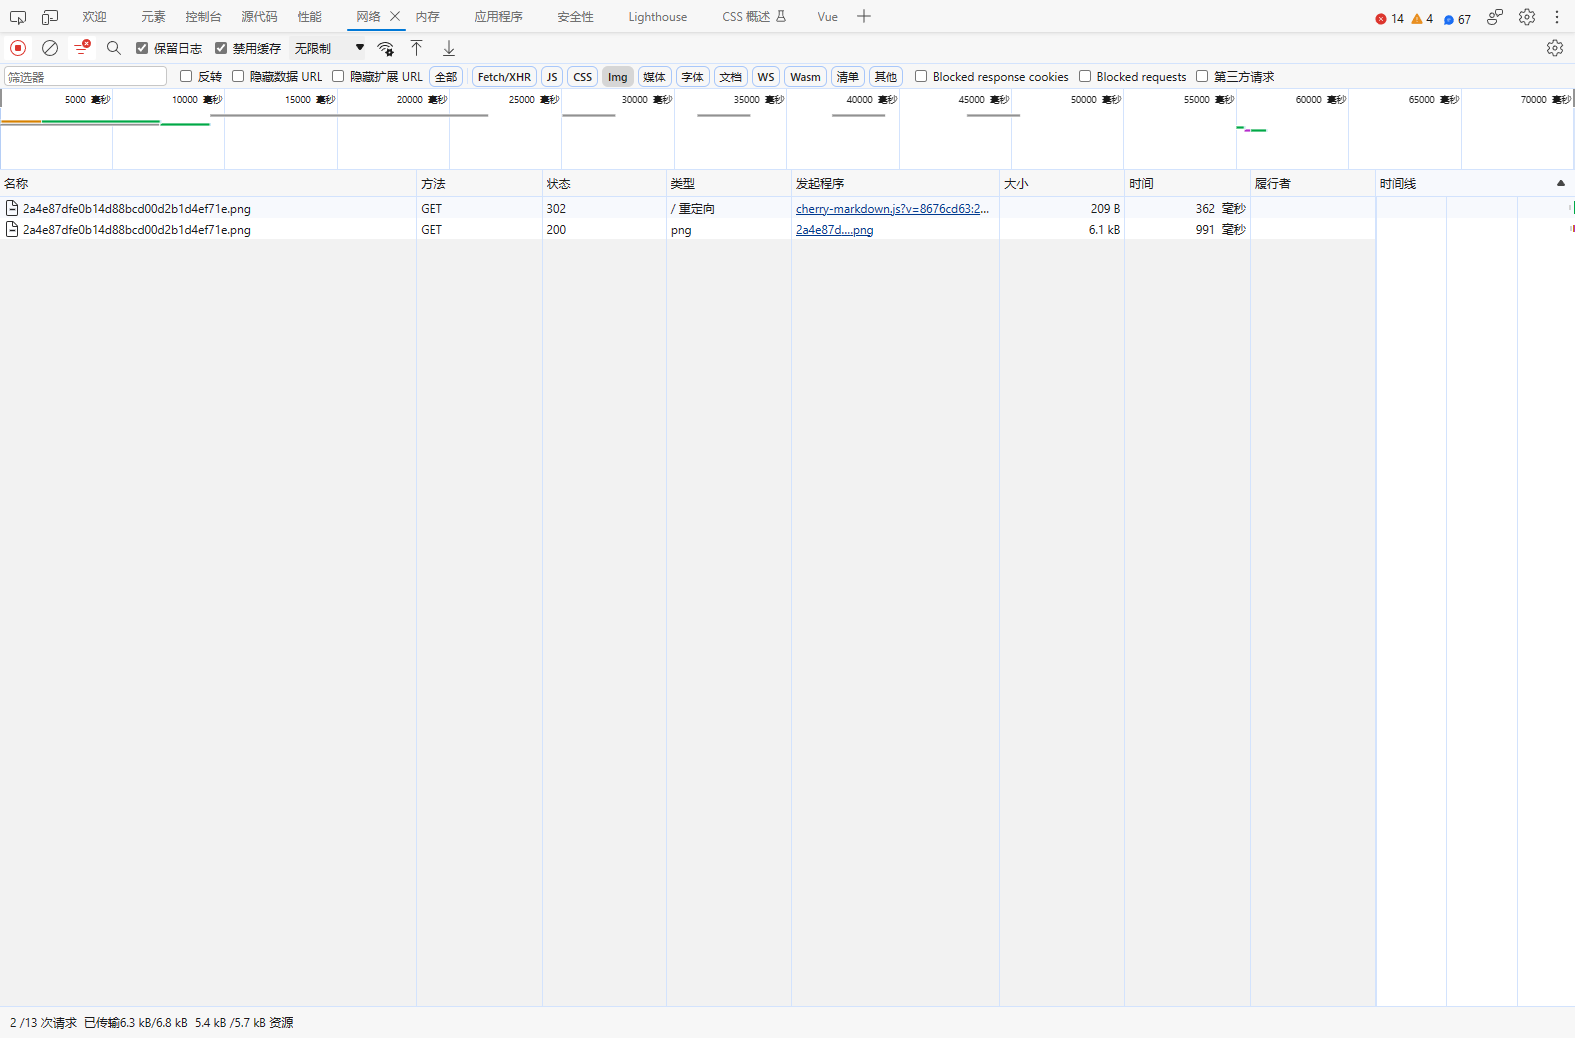 欢迎 元素 控制台 源代码 性能 网络 内存 应用程序 安全性 Lighthouse CSS 概述 Vue 14 4 67
保留日志 禁用缓存 无限制
筛选器 反转 隐藏数据 URL 隐藏扩展 URL 全部 Fetch/XHR JS CSS Img 媒体 字体 文档 WS Wasm 清单 其他 Blocked response cookies Blocked requests 第三方请求
5000 毫秒 10000 毫秒 15000 毫秒 20000 毫秒 25000 毫秒 30000 毫秒 35000 毫秒 40000 毫秒 45000 毫秒 50000 毫秒 55000 毫秒 60000 毫秒 65000 毫秒 70000 毫秒
名称 方法 状态 类型 发起程序 大小 时间 履行者 时间线
2a4e87dfe0b14d88bcd00d2b1d4ef71e.png GET 302 / 重定向 cherry-markdown.js?v=8676cd63:2... 209 B 362 毫秒
2a4e87dfe0b14d88bcd00d2b1d4ef71e.png GET 200 png 2a4e87d....png 6.1 kB 991 毫秒
2 /13 次请求 已传输6.3 kB/6.8 kB 5.4 kB /5.7 kB 资源